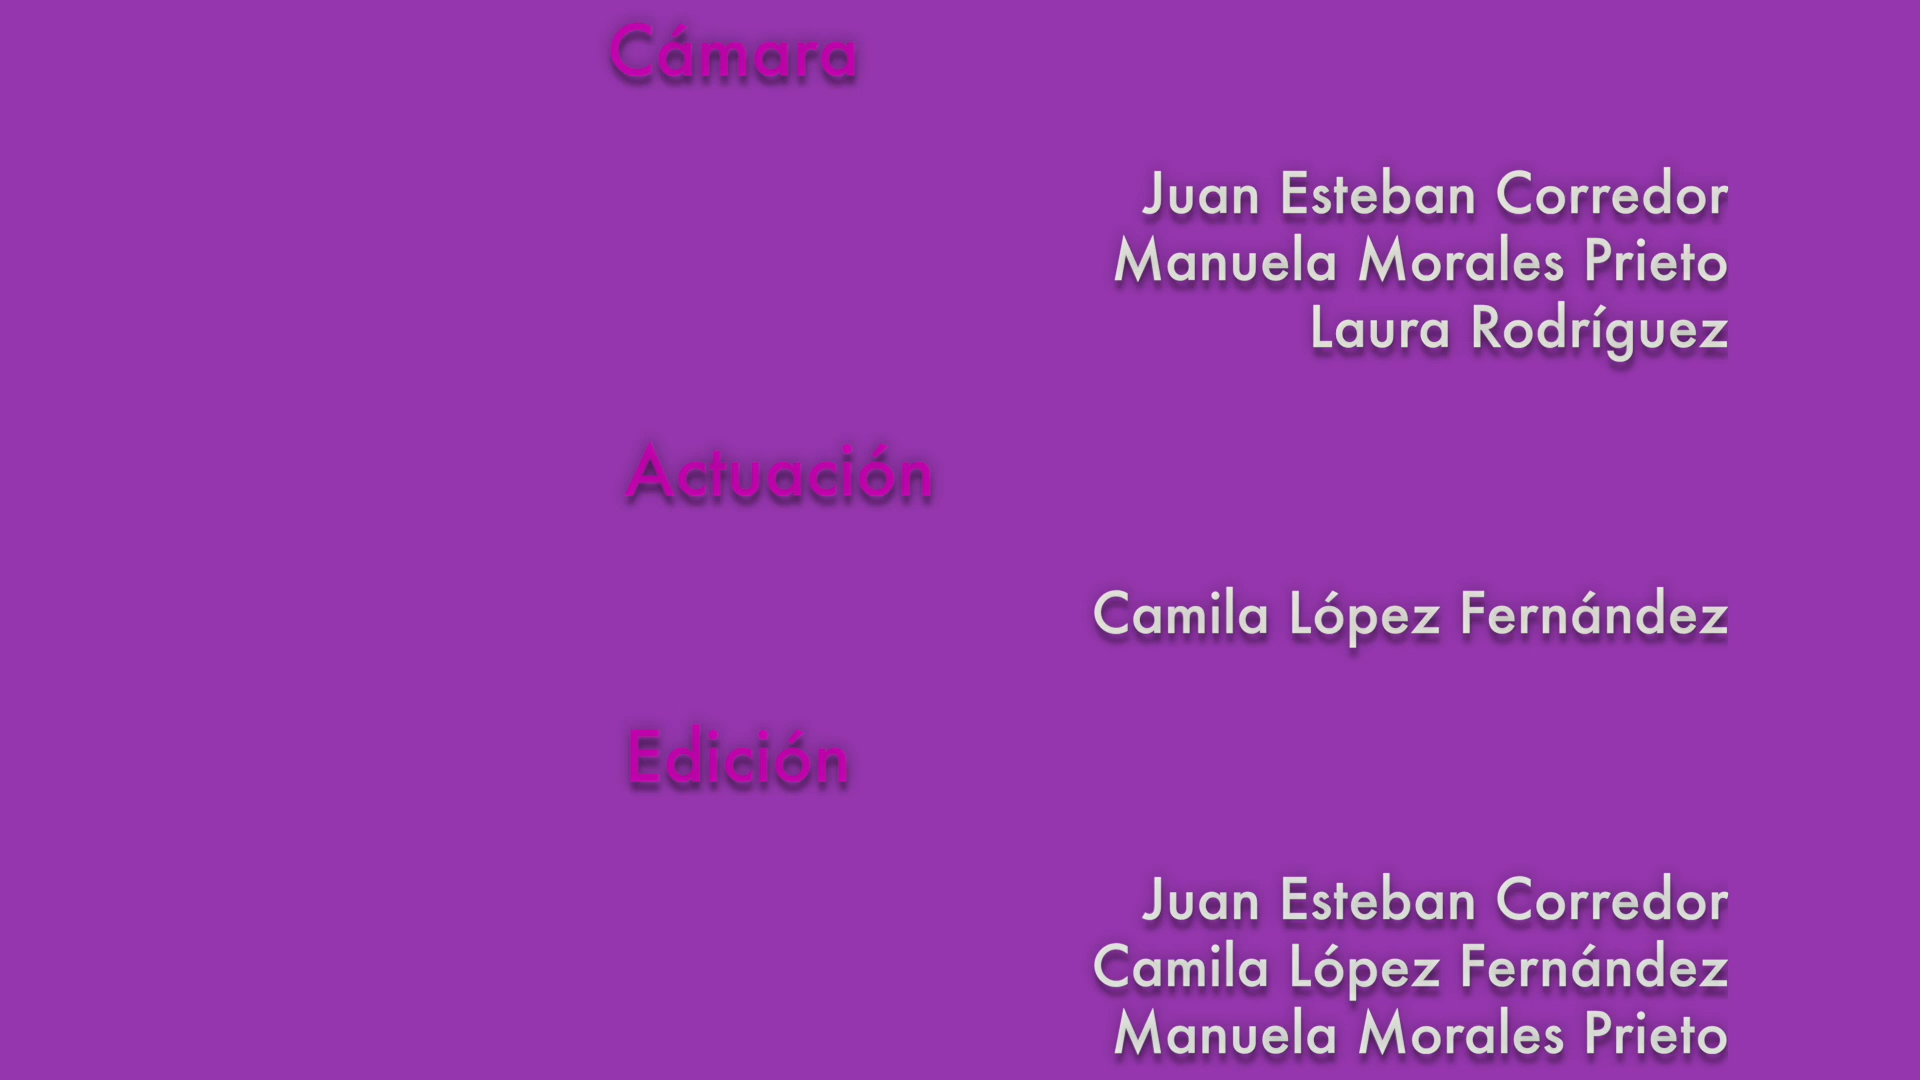 Cámara
Juan Esteban Corredor
Manuela Morales Prieto
Laura Rodríguez
Actuación
Camila López Fernández
Edición
Juan Esteban Corredor
Camila López Fernández
Manuela Morales Prieto